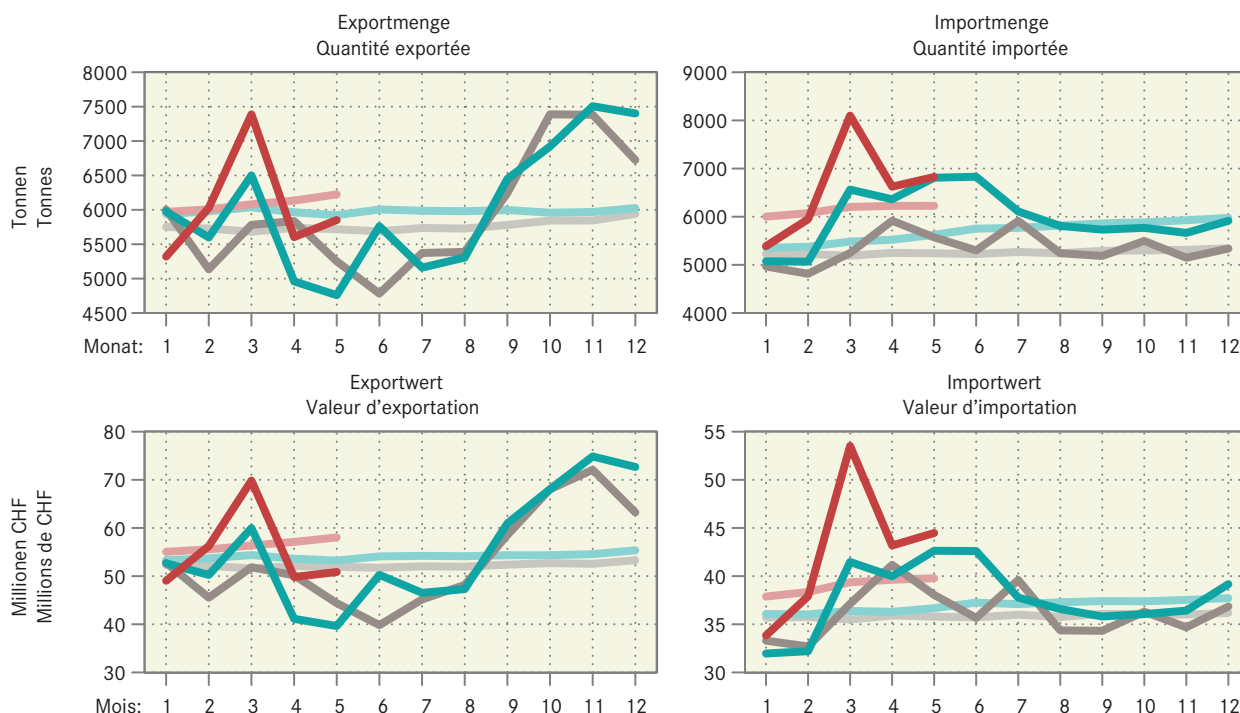 Exportmenge
Quantité exportée
Importmenge
Quantité importée
Tonnen
Tonnes
8000
7500
7000
6500
6000
5500
5000
4500
9000
8000
7000
6000
5000
4000
Monat: 1 2 3 4 5 6 7 8 9 10 11 12
1 2 3 4 5 6 7 8 9 10 11 12
Exportwert
Valeur d’exportation
Importwert
Valeur d’importation
Millionen CHF
Millions de CHF
80
70
60
50
40
30
55
50
45
40
35
30
Mois: 1 2 3 4 5 6 7 8 9 10 11 12
1 2 3 4 5 6 7 8 9 10 11 12